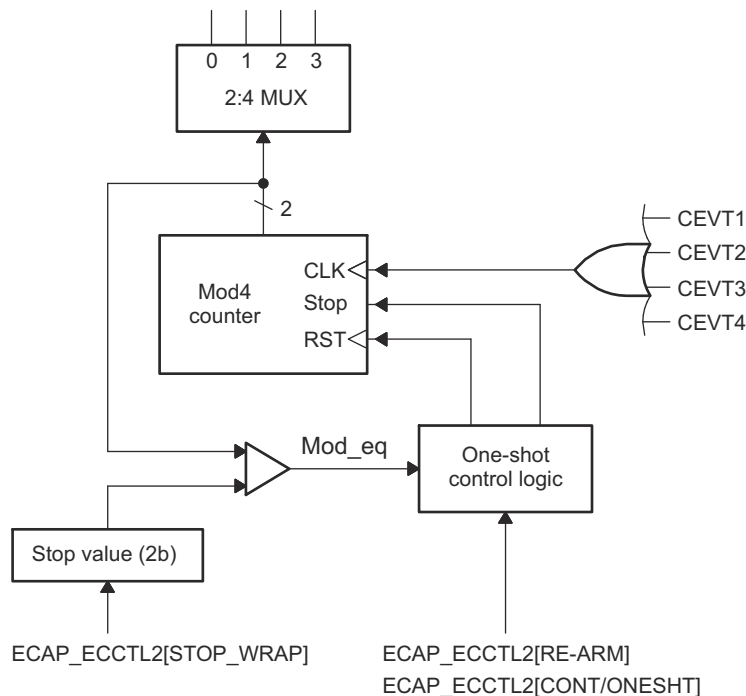 0 1 2 3
2:4 MUX
2
CEVT1
CLK
CEVT2
Mod4
counter
Stop
CEVT3
RST
CEVT4
Mod_eq
One-shot
control logic
Stop value (2b)
ECAP_ECCTL2[STOP_WRAP]
ECAP_ECCTL2[RE-ARM]
ECAP_ECCTL2[CONT/ONESHT]